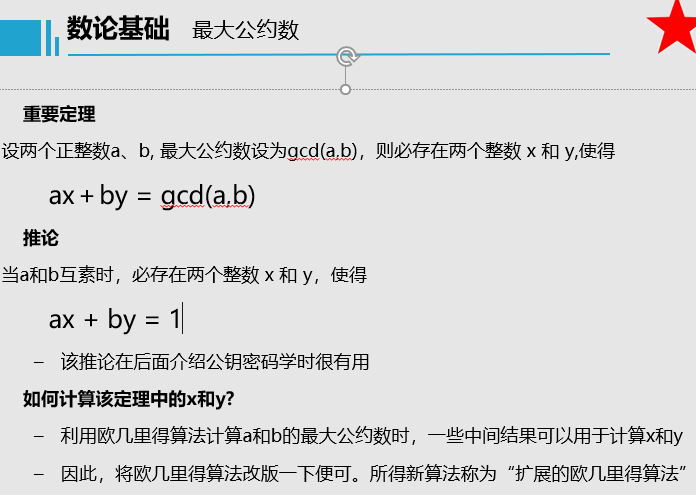 数论基础 最大公约数
重要定理
设两个正整数a、b, 最大公约数设为gcd(a,b)，则必存在两个整数 x 和 y,使得
ax + by = gcd(a,b)
推论
当a和b互素时，必存在两个整数 x 和 y，使得
ax + by = 1
– 该推论在后面介绍公钥密码学时很有用
如何计算该定理中的x和y?
– 利用欧几里得算法计算a和b的最大公约数时，一些中间结果可以用于计算x和y
– 因此，将欧几里得算法改版一下便可。所得新算法称为“扩展的欧几里得算法”